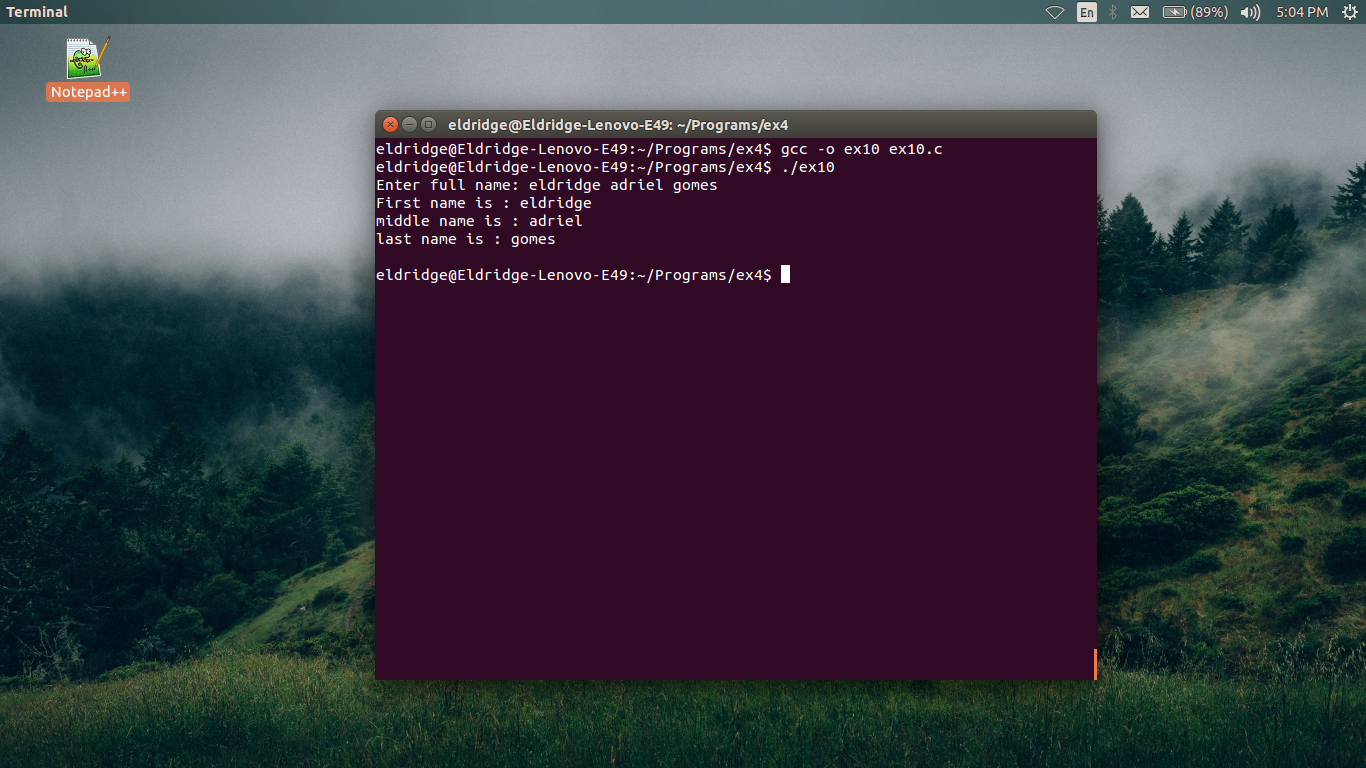 Terminal
En
(89%)
5:04 PM
Notepad++
eldridge@Eldridge-Lenovo-E49: ~/Programs/ex4
eldridge@Eldridge-Lenovo-E49:~/Programs/ex4$ gcc -o ex10 ex10.c
eldridge@Eldridge-Lenovo-E49:~/Programs/ex4$ ./ex10
Enter full name: eldridge adriel gomes
First name is : eldridge
middle name is : adriel
last name is : gomes
eldridge@Eldridge-Lenovo-E49:~/Programs/ex4$